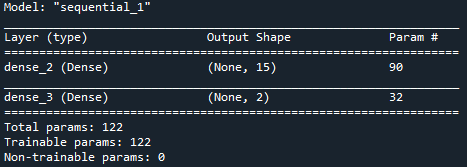 Model: "sequential_1"
_________________________________________________________________
Layer (type)                 Output Shape              Param #
=================================================================
dense_2 (Dense)              (None, 15)                90
_________________________________________________________________
dense_3 (Dense)              (None, 2)                 32
=================================================================
Total params: 122
Trainable params: 122
Non-trainable params: 0